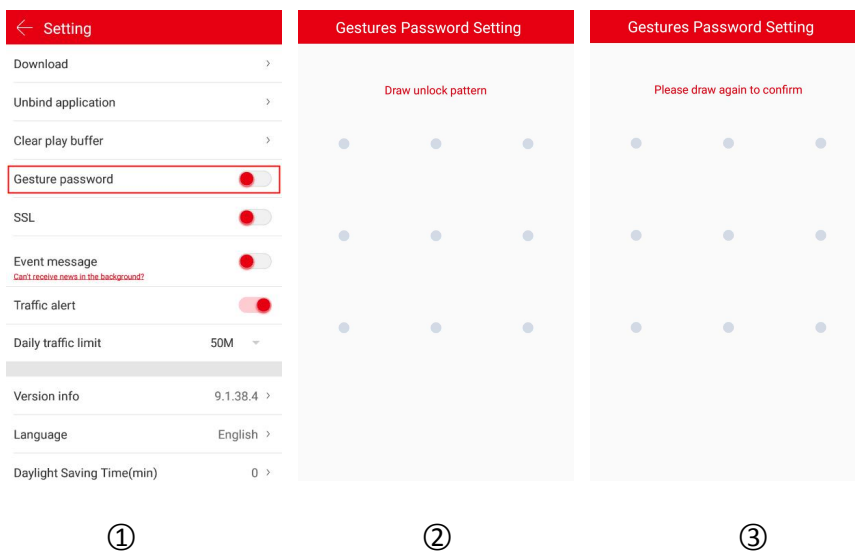 Setting
Download
Unbind application
Clear play buffer
Gesture password
SSL
Event message
Can't receive news in the background?
Traffic alert
Daily traffic limit 50M
Version info 9.1.38.4
Language English
Daylight Saving Time(min) 0
①
Gestures Password Setting
Draw unlock pattern
②
Gestures Password Setting
Please draw again to confirm
③